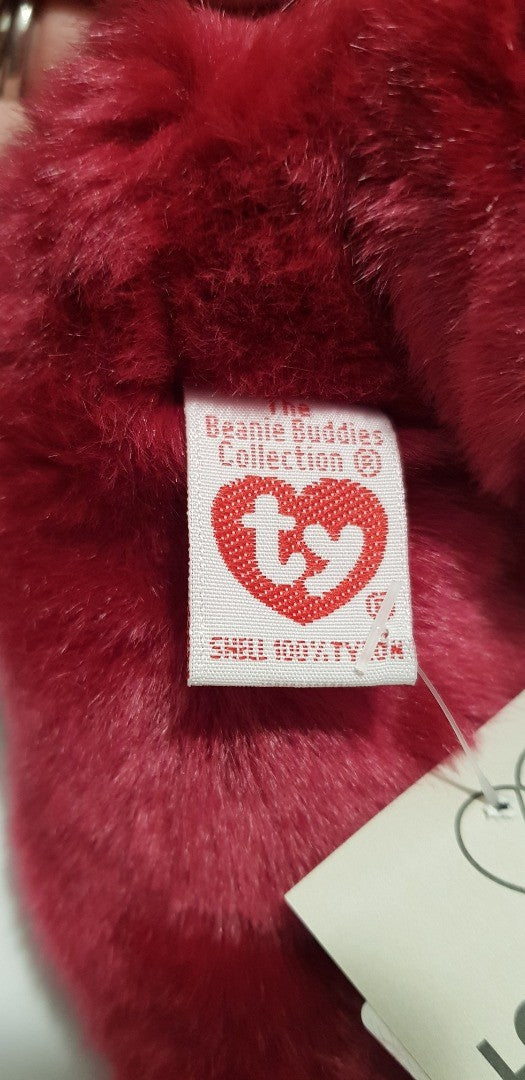 The
Beanie Buddies
Collection ®
ty
®
SHELL 100% TYLON